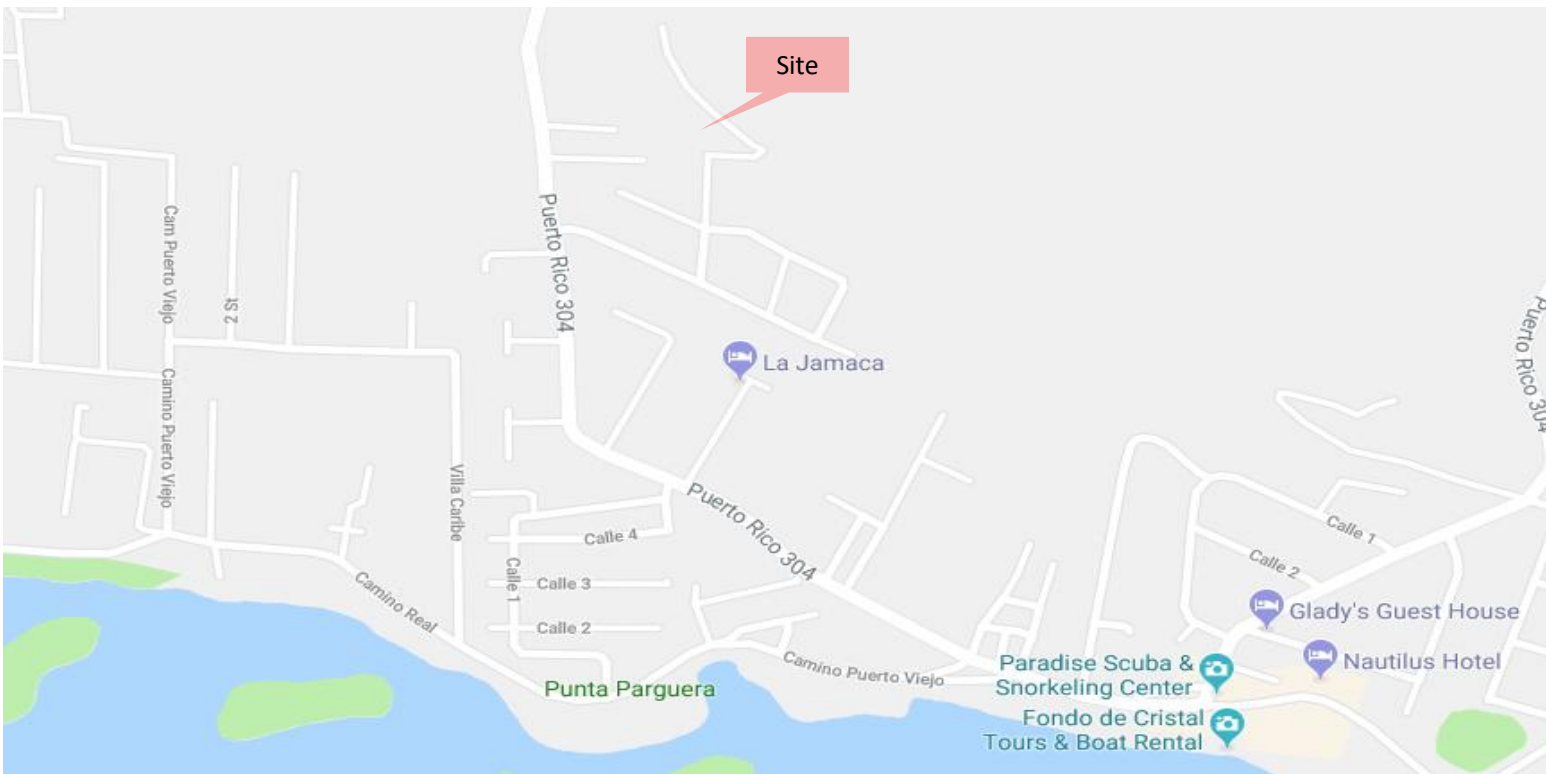 Site
Puerto Rico 304
Cam Puerto Viejo
2 St
La Jamaca
Puerto Rico 304
Camino Puerto Viejo
Villa Caribe
Puerto Rico 304
Calle 4
Calle 1
Calle 2
Calle 1
Calle 3
Camino Real
Calle 2
Glady's Guest House
Camino Puerto Viejo
Paradise Scuba &
Snorkeling Center
Nautilus Hotel
Punta Parguera
Fondo de Cristal
Tours & Boat Rental